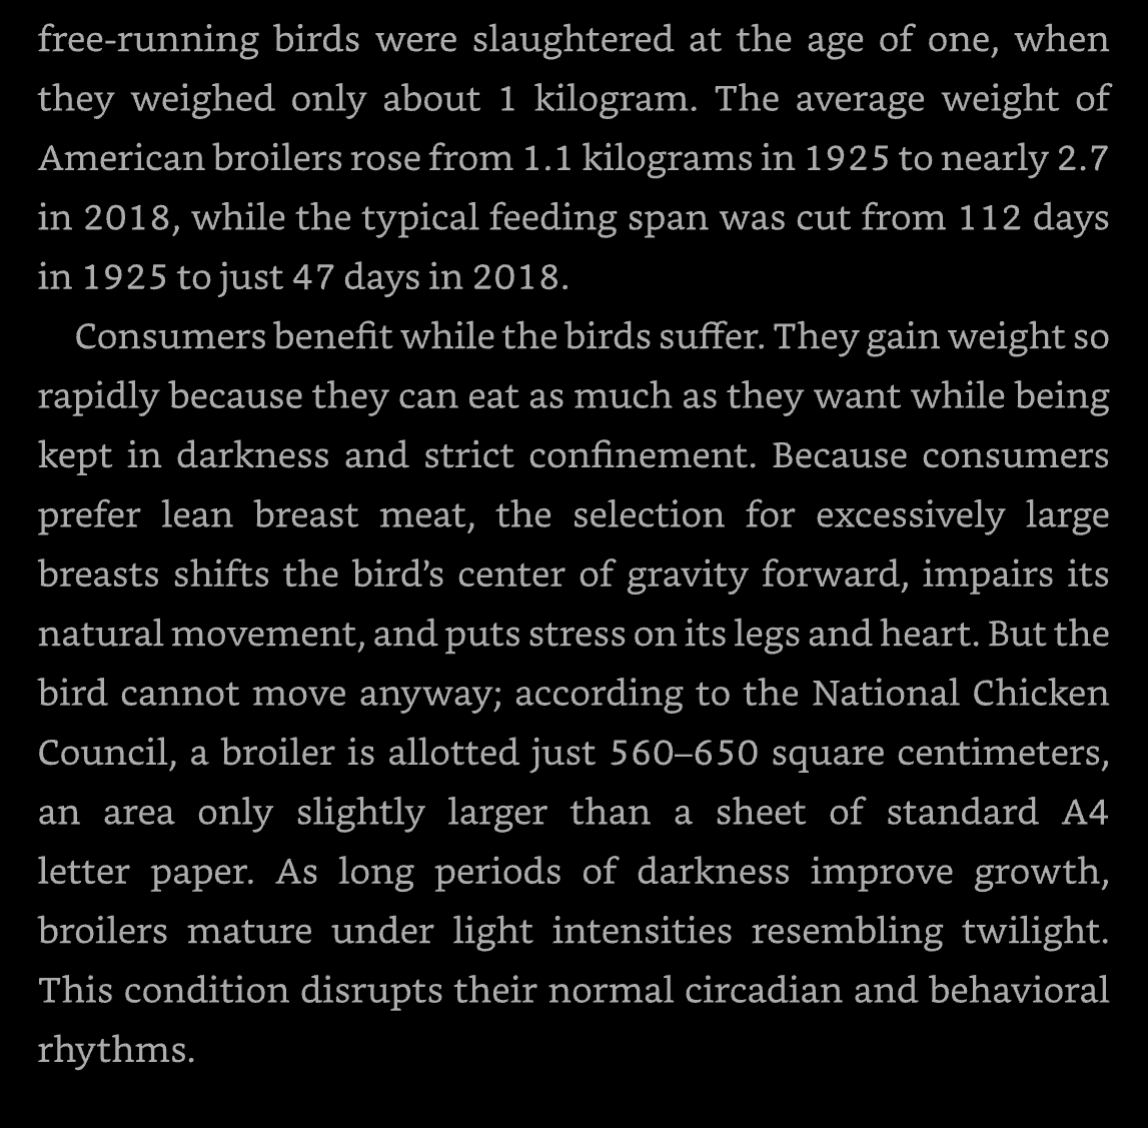 free-running birds were slaughtered at the age of one, when
they weighed only about 1 kilogram. The average weight of
American broilers rose from 1.1 kilograms in 1925 to nearly 2.7
in 2018, while the typical feeding span was cut from 112 days
in 1925 to just 47 days in 2018.
Consumers benefit while the birds suffer. They gain weight so
rapidly because they can eat as much as they want while being
kept in darkness and strict confinement. Because consumers
prefer lean breast meat, the selection for excessively large
breasts shifts the bird’s center of gravity forward, impairs its
natural movement, and puts stress on its legs and heart. But the
bird cannot move anyway; according to the National Chicken
Council, a broiler is allotted just 560–650 square centimeters,
an area only slightly larger than a sheet of standard A4
letter paper. As long periods of darkness improve growth,
broilers mature under light intensities resembling twilight.
This condition disrupts their normal circadian and behavioral
rhythms.